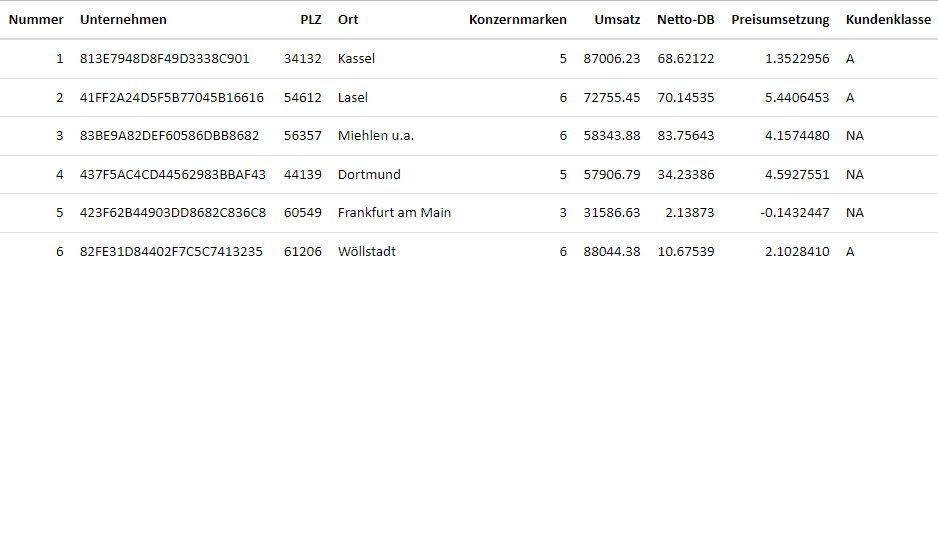 Nummer Unternehmen PLZ Ort Konzernmarken Umsatz Netto-DB Preisumsetzung Kundenklasse
1 813E7948D8F49D3338C901 34132 Kassel 5 87006.23 68.62122 1.3522956 A
2 41FF2A24D5F5B77045B16616 54612 Lasel 6 72755.45 70.14535 5.4406453 A
3 83BE9A82DEF60586DBB8682 56357 Miehlen u.a. 6 58343.88 83.75643 4.1574480 NA
4 437F5AC4CD44562983BBAF43 44139 Dortmund 5 57906.79 34.23386 4.5927551 NA
5 423F62B44903DD8682C836C8 60549 Frankfurt am Main 3 31586.63 2.13873 -0.1432447 NA
6 82FE31D84402F7C5C7413235 61206 Wöllstadt 6 88044.38 10.67539 2.1028410 A